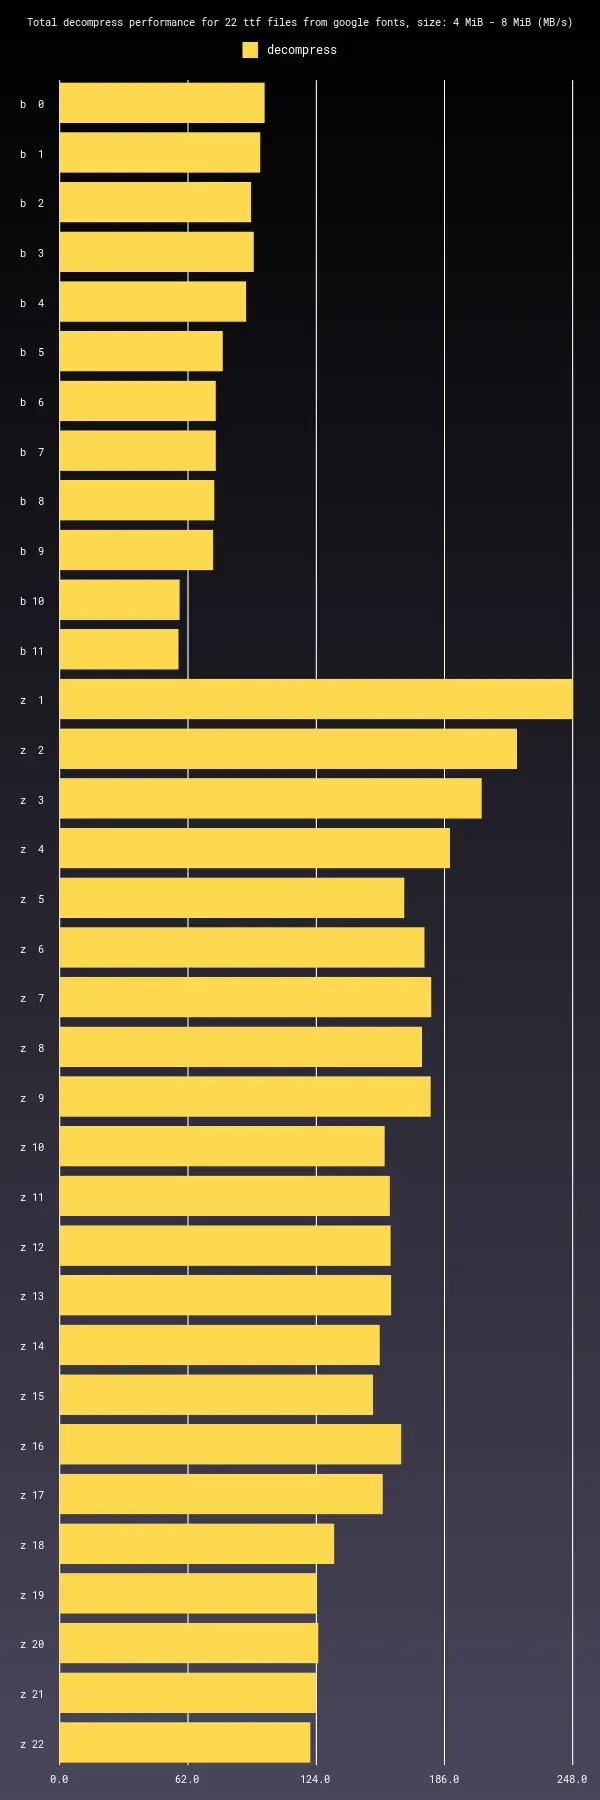 Total decompress performance for 22 ttf files from google fonts, size: 4 MiB - 8 MiB (MB/s)
decompress
b 0
b 1
b 2
b 3
b 4
b 5
b 6
b 7
b 8
b 9
b 10
b 11
z 1
z 2
z 3
z 4
z 5
z 6
z 7
z 8
z 9
z 10
z 11
z 12
z 13
z 14
z 15
z 16
z 17
z 18
z 19
z 20
z 21
z 22
0.0 62.0 124.0 186.0 248.0